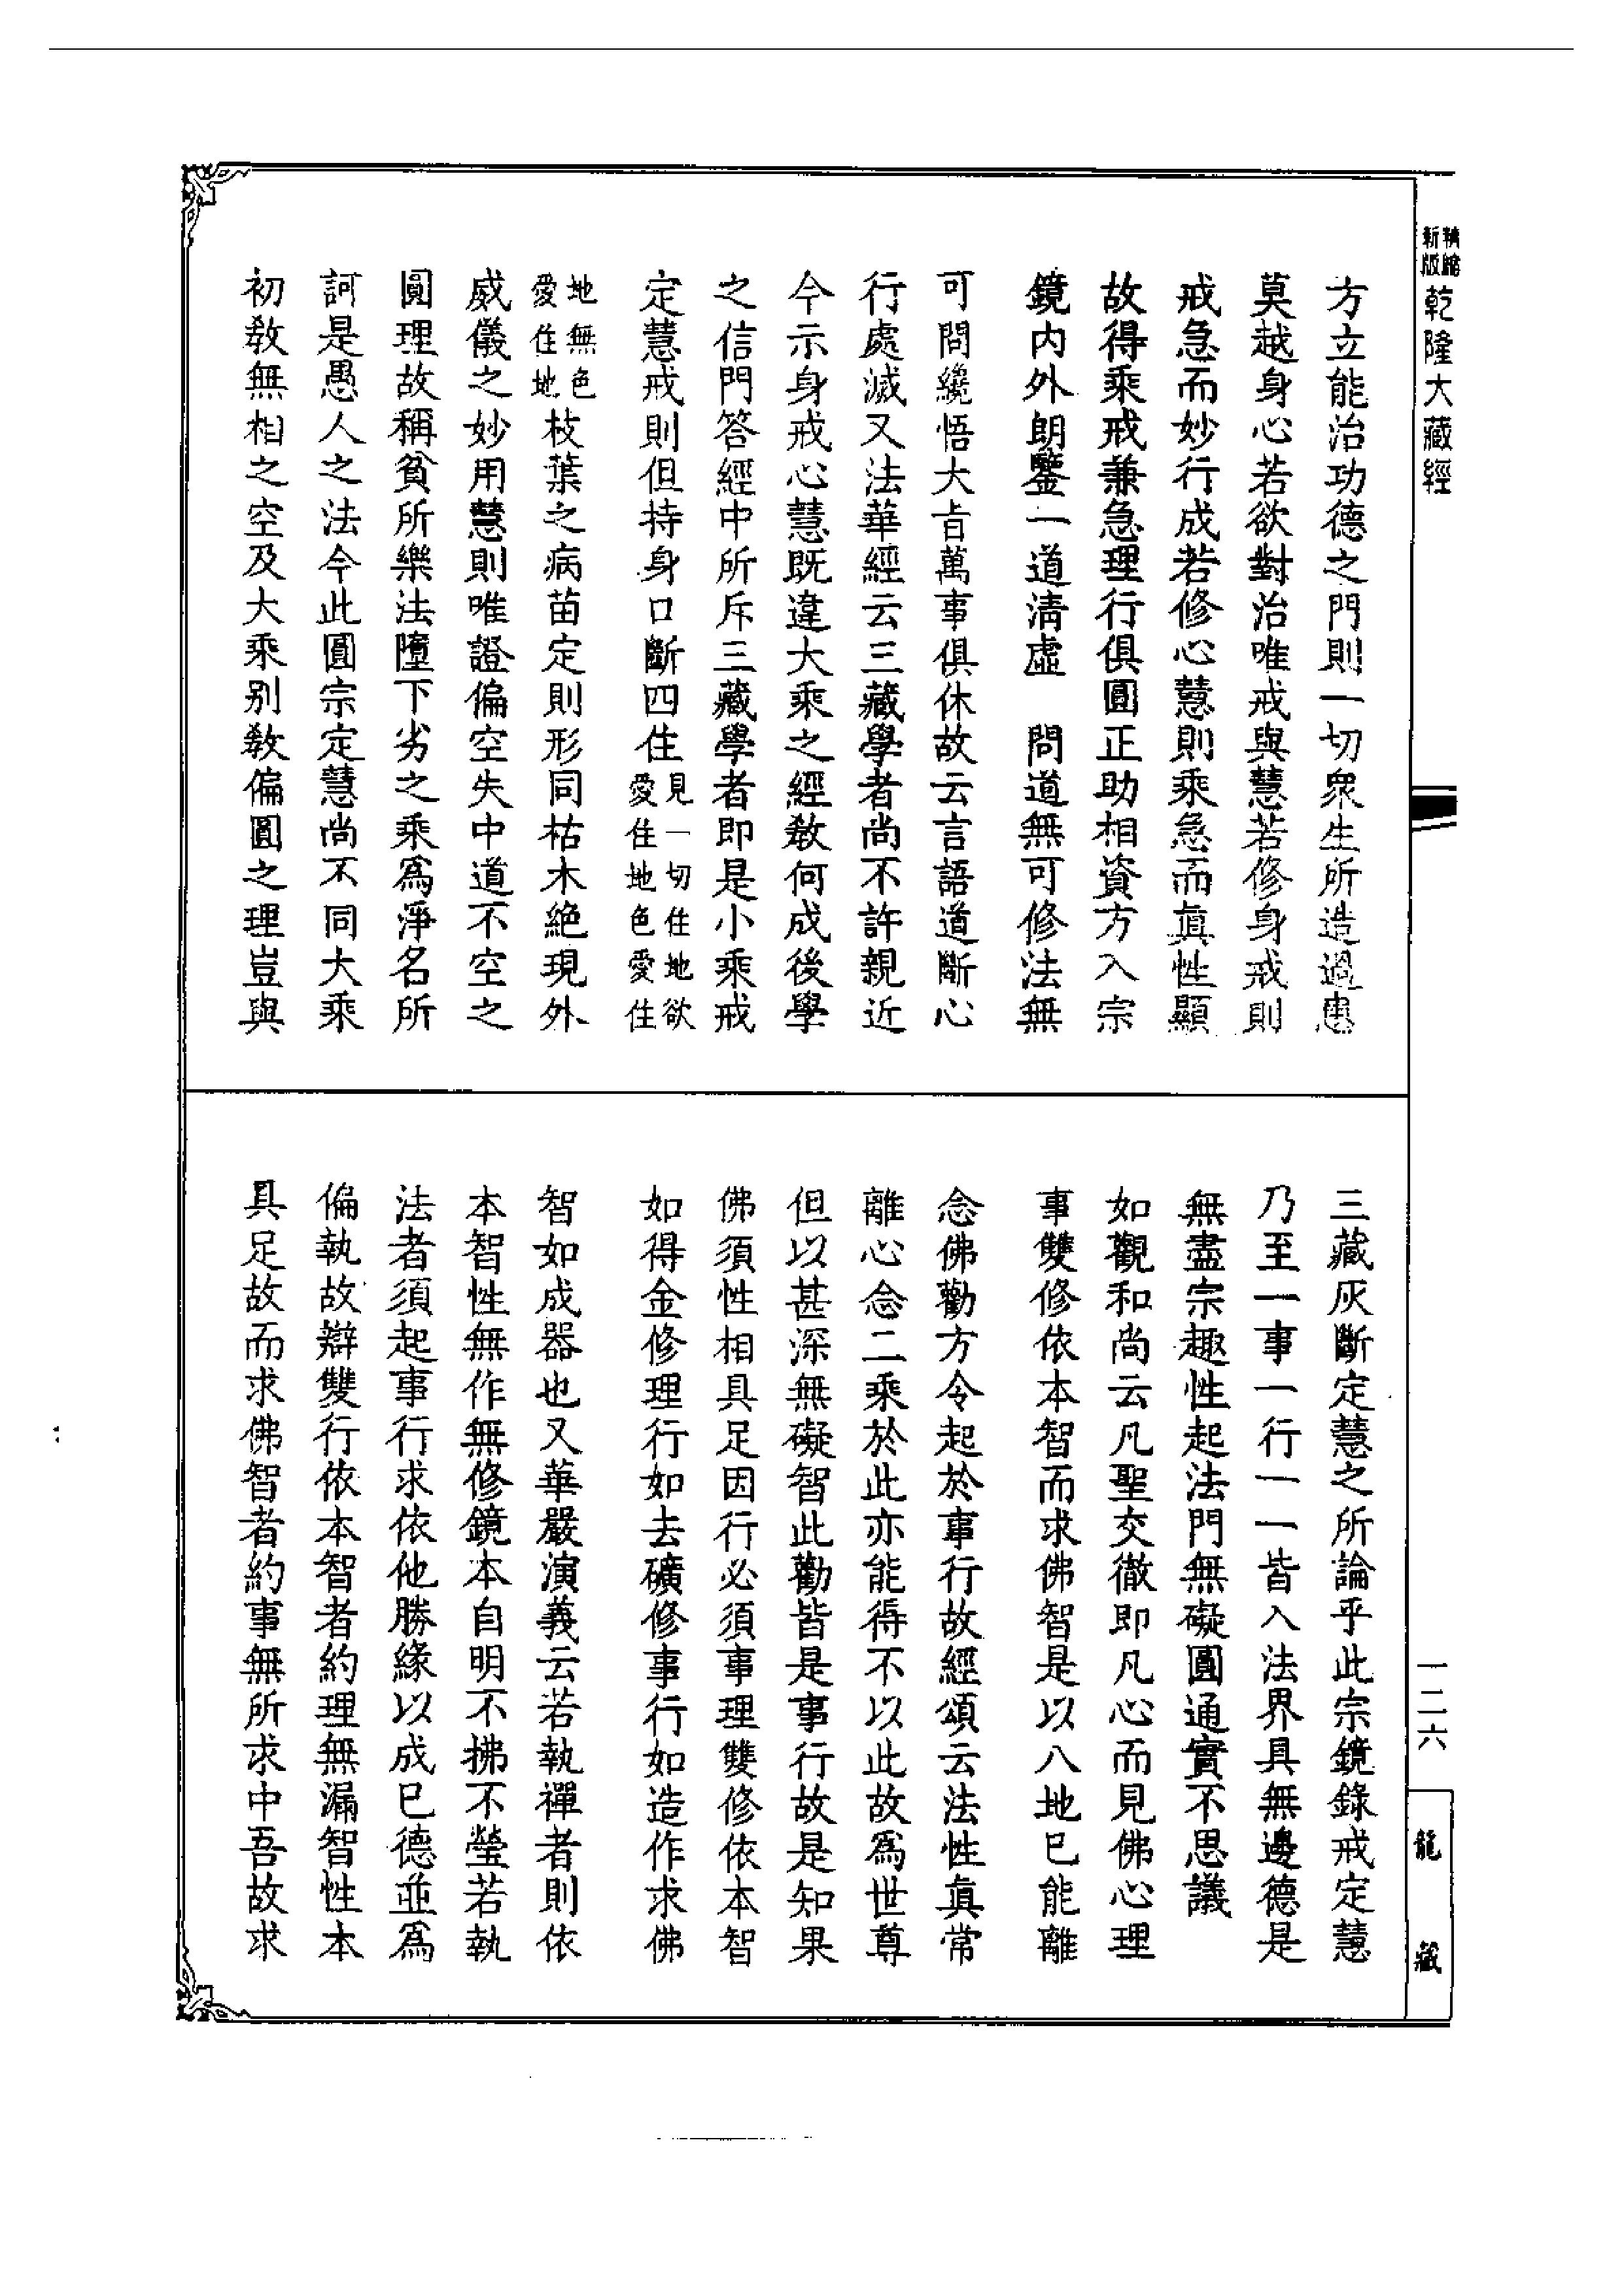 精縮新版
乾隆大藏經
方立能治功德之門則一切衆生所造過患
莫越身心若欲對治唯戒與慧若修身戒則
戒急而妙行成若修心慧則乘急而眞性顯
故得乘戒兼急理行俱圓正助相資方入宗
鏡內外朗鑒一道淸虛　問道無可修法無
可問纔悟大旨萬事俱休故云言語道斷心
行處滅又法華經云三藏學者尚不許親近
今示身戒心慧既違大乘之經教何成後學
之信門答經中所斥三藏學者即是小乘戒
定慧戒則但持身口斷四住見一切住地欲愛住地色愛住
地無色愛住地枝葉之病苗定則形同枯木絕現外
威儀之妙用慧則唯證偏空失中道不空之
圓理故稱貧所樂法墮下劣之乘爲淨名所
訶是愚人之法今此圓宗定慧尚不同大乘
初教無相之空及大乘別教偏圓之理豈與
三藏灰斷定慧之所論乎此宗鏡錄戒定慧
乃至一事一行一一皆入法界具無邊德是
無盡宗趣性起法門無礙圓通實不思議
如觀和尚云凡聖交徹即凡心而見佛心理
事雙修依本智而求佛智是以八地已能離
念佛勸方令起於事行故經頌云法性眞常
離心念二乘於此亦能得不以此故爲世尊
但以甚深無礙智此勸皆是事行故是知果
佛須性相具足因行必須事理雙修依本智
如得金修理行如去礦修事行如造作求佛
智如成器也又華嚴演義云若執禪者則依
本智性無作無修鏡本自明不拂不瑩若執
法者須起事行求依他勝緣以成已德並爲
偏執故辯雙行依本智者約理無漏智性本
具足故而求佛智者約事無所求中吾故求
一二六
龍藏